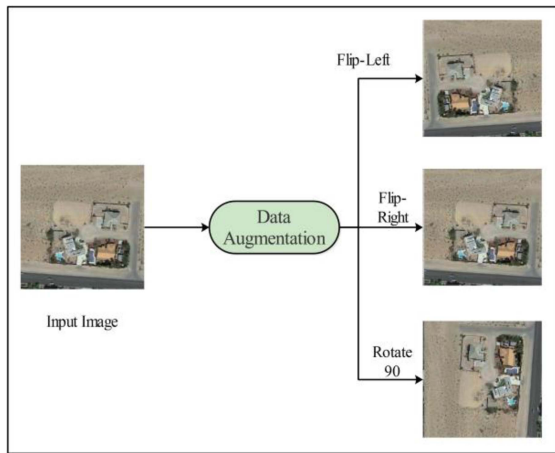 Flip-Left
Flip-
Right
Data
Augmentation
Input Image
Rotate
90